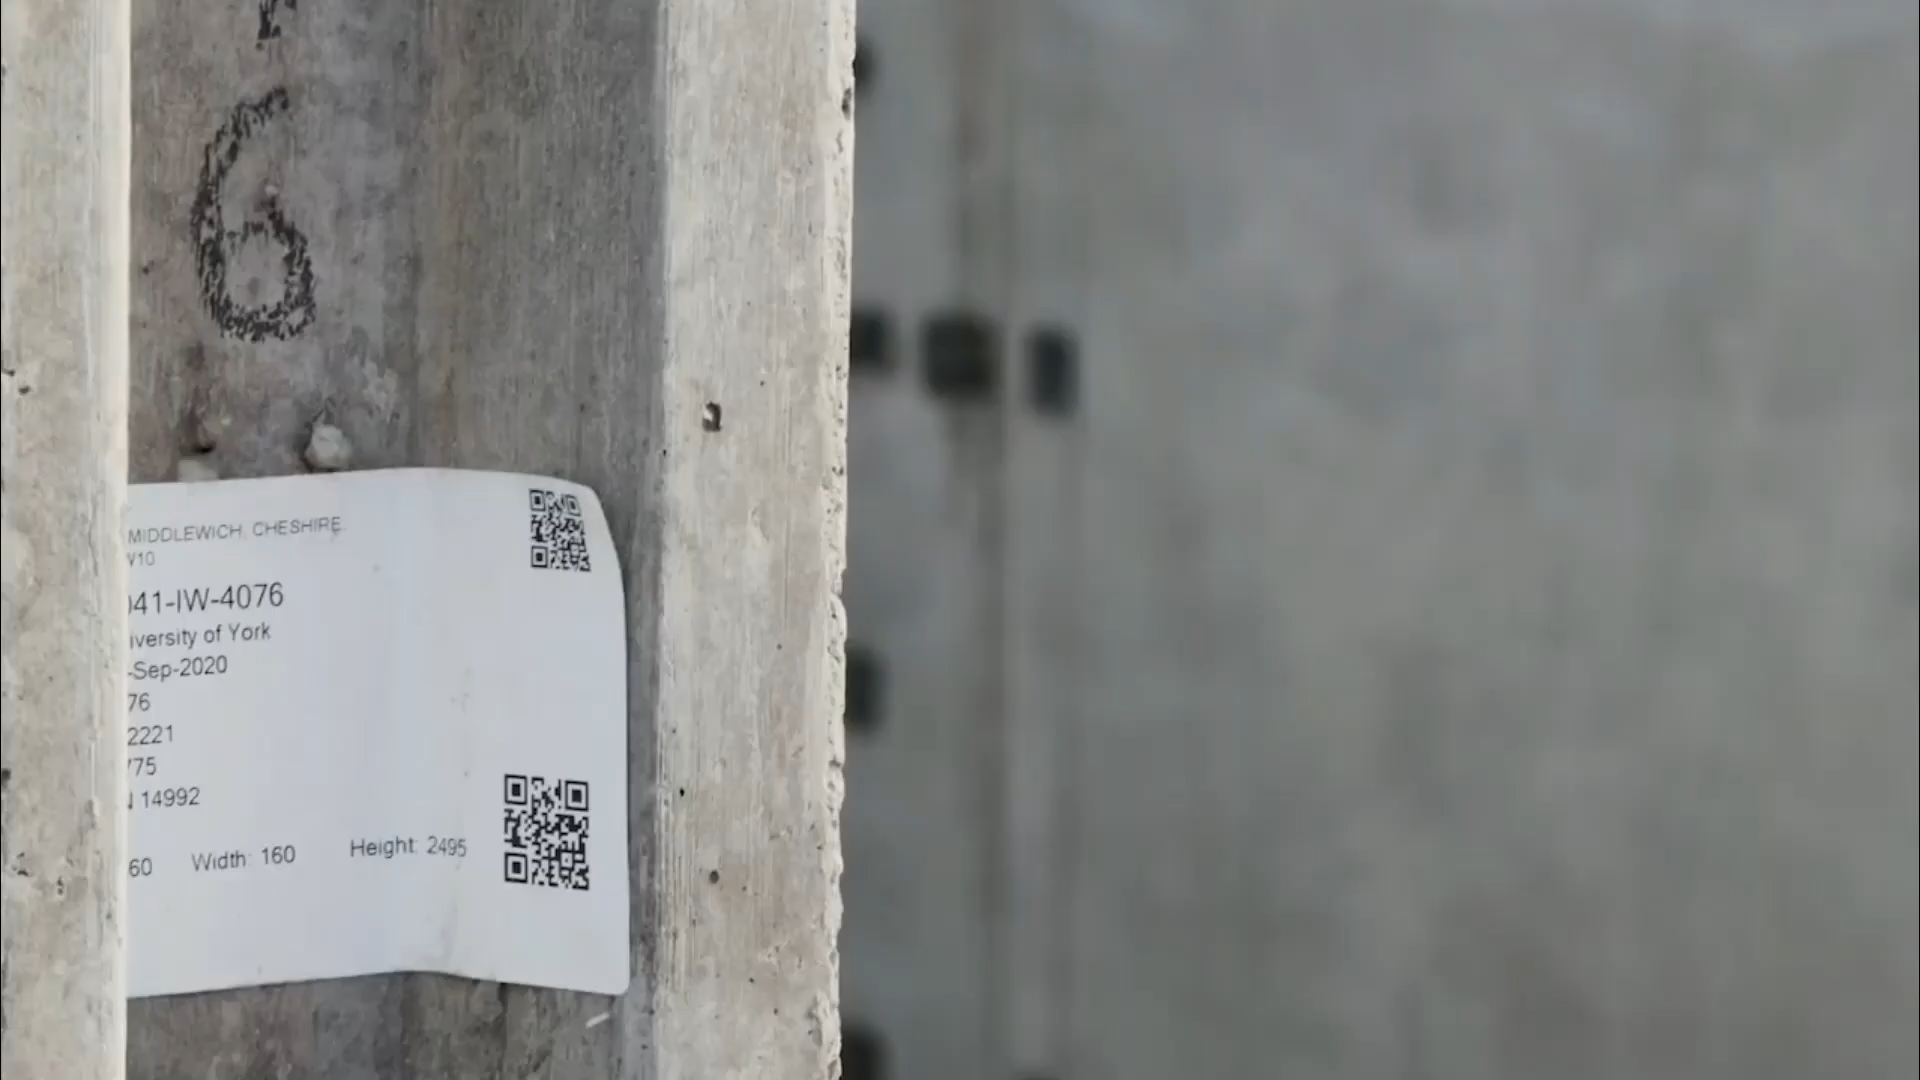 6
MIDDLEWICH, CHESHIRE.
W10
041-IW-4076
iversity of York
-Sep-2020
76
2221
775
14992
60 Width: 160 Height: 2495